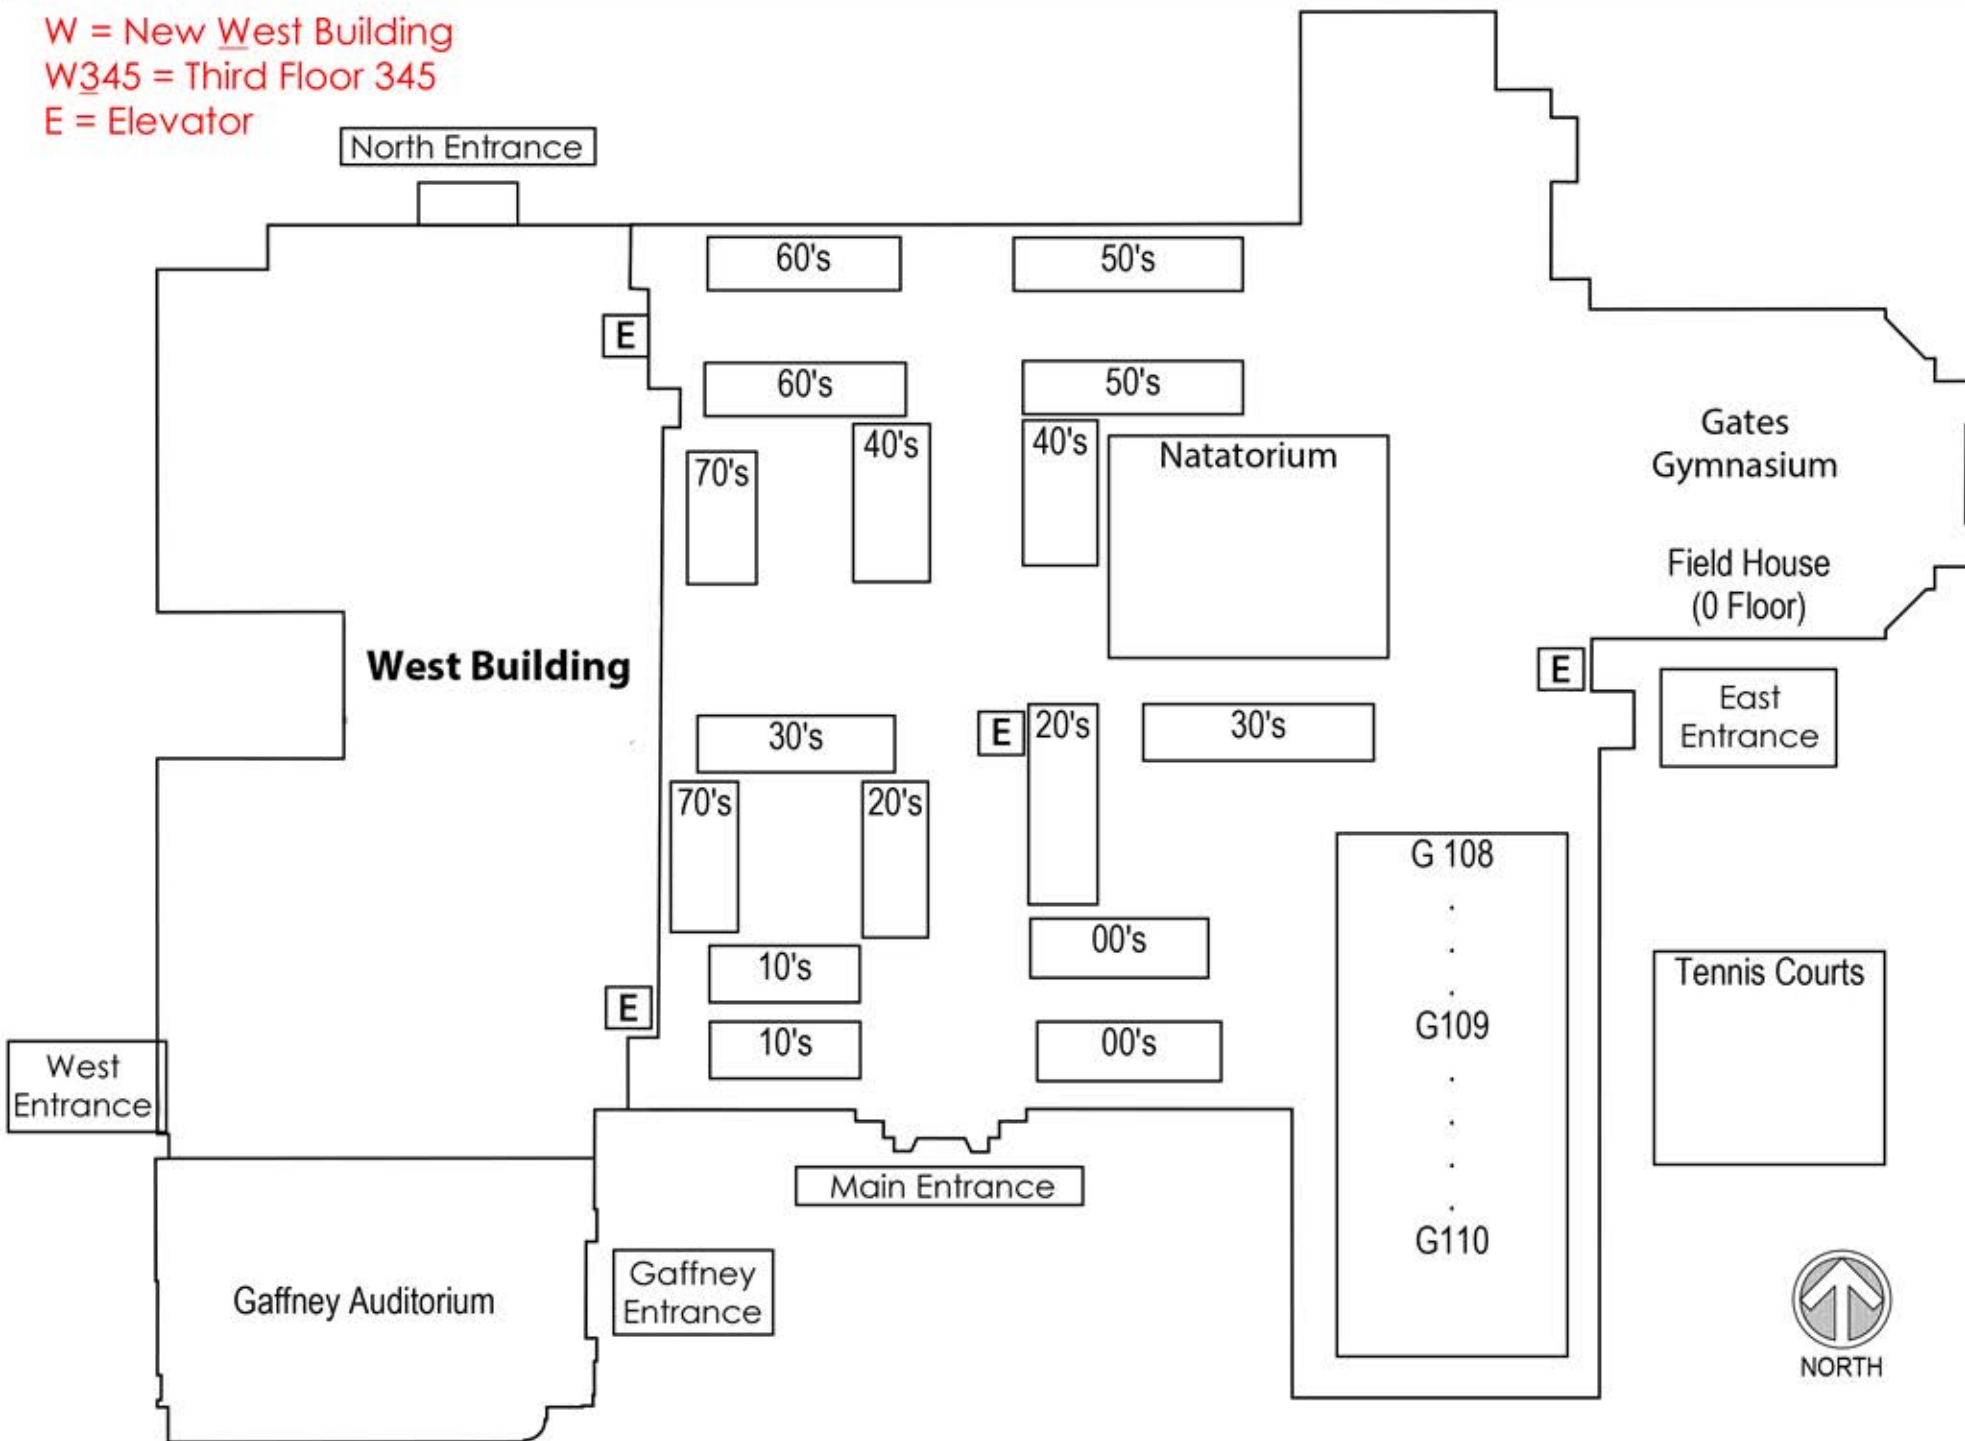 W = New West Building
W345 = Third Floor 345
E = Elevator
North Entrance
60's
50's
E
60's
50's
40's
40's
70's
Natatorium
Gates
Gymnasium
Field House
(0 Floor)
West Building
E
East
Entrance
30's
E
20's
30's
70's
20's
G 108
.
.
.
G109
.
.
.
.
G110
00's
10's
Tennis Courts
E
10's
00's
West
Entrance
Main Entrance
Gaffney Auditorium
Gaffney
Entrance
NORTH